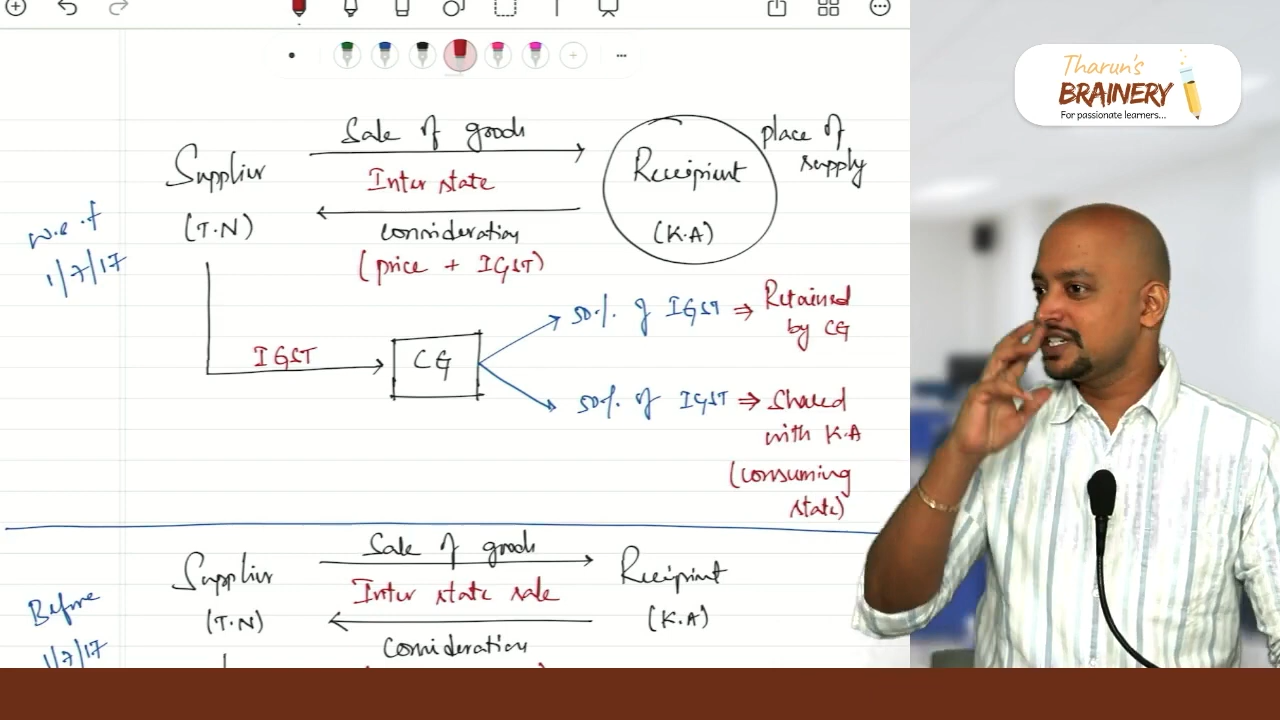 Tharun's
BRAINERY
For passionate learners...
w.e.f
1/7/17
Supplier
(T.N)
Sale of goods
Inter state
consideration
(price + IGST)
Recipient
(K.A)
place of
supply
IGST
CG
50% of IGST ⇒ Retained
by CG
50% of IGST ⇒ Shared
with K.A
(consuming
state)
Before
1/7/17
Supplier
(T.N)
Sale of goods
Inter state sale
Consideration
Recipient
(K.A)